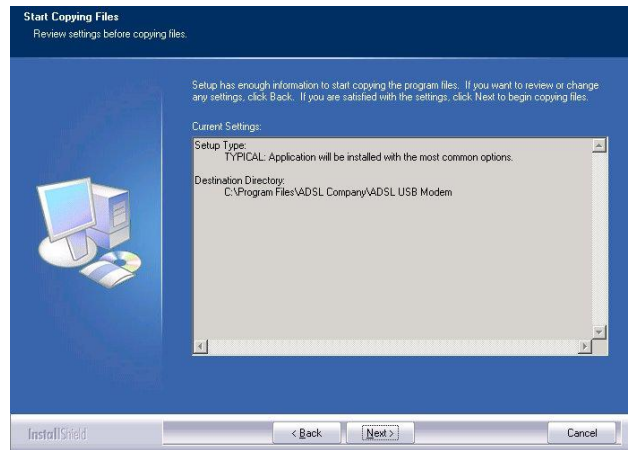 Start Copying Files
Review settings before copying files.
Setup has enough information to start copying the program files. If you want to review or change
any settings, click Back. If you are satisfied with the settings, click Next to begin copying files.
Current Settings:
Setup Type:
TYPICAL: Application will be installed with the most common options.
Destination Directory:
C:\Program Files\ADSL Company\ADSL USB Modem
InstallShield
< Back
Next >
Cancel